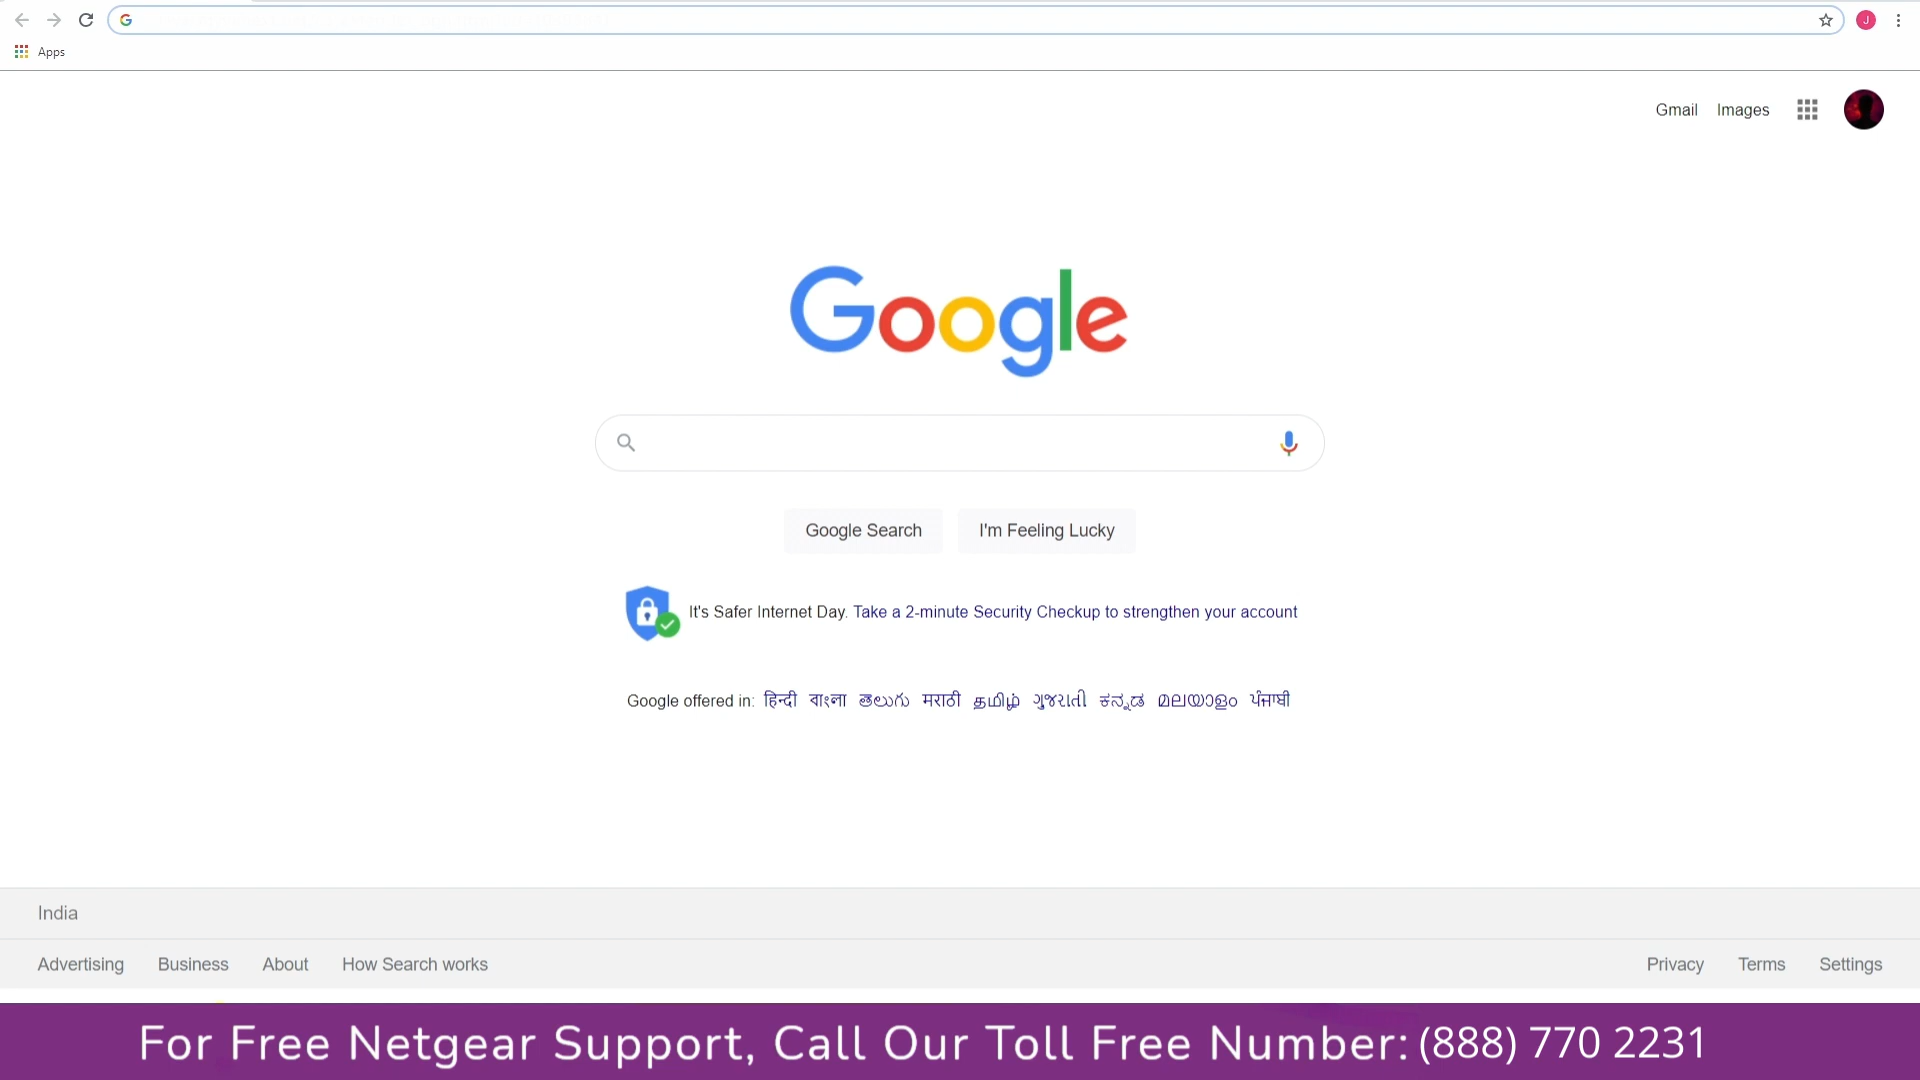 Apps
J
Gmail Images
Google
Google Search I'm Feeling Lucky
It's Safer Internet Day. Take a 2-minute Security Checkup to strengthen your account
Google offered in: हिन्दी বাংলা తెలుగు मराठी தமிழ் ગુજરાતી ಕನ್ನಡ മലയാളം ਪੰਜਾਬੀ
India
Advertising Business About How Search works Privacy Terms Settings
For Free Netgear Support, Call Our Toll Free Number: (888) 770 2231